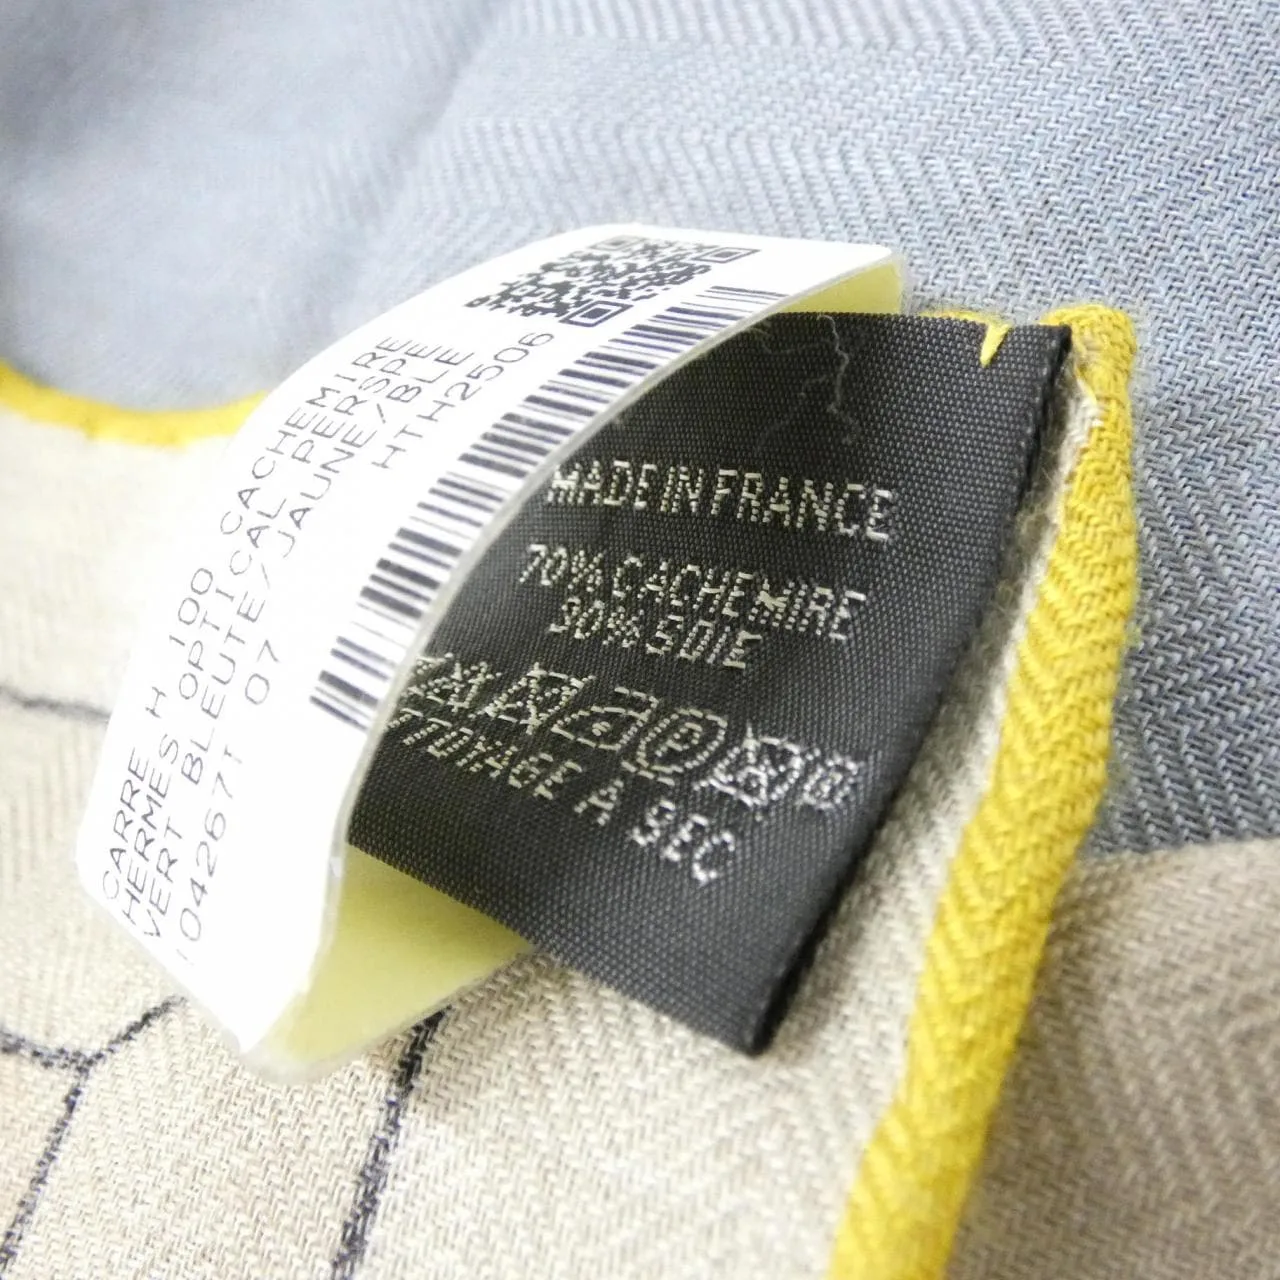 CARRE H 100 CACHEMIRE
HERMES OPTICAL PERIPE
VERT BLEUTE/JAUNE/BLE
104267T 07 HTH2506
MADE IN FRANCE
70% CACHEMIRE
30% SOIE
TTOYAGE A SEC